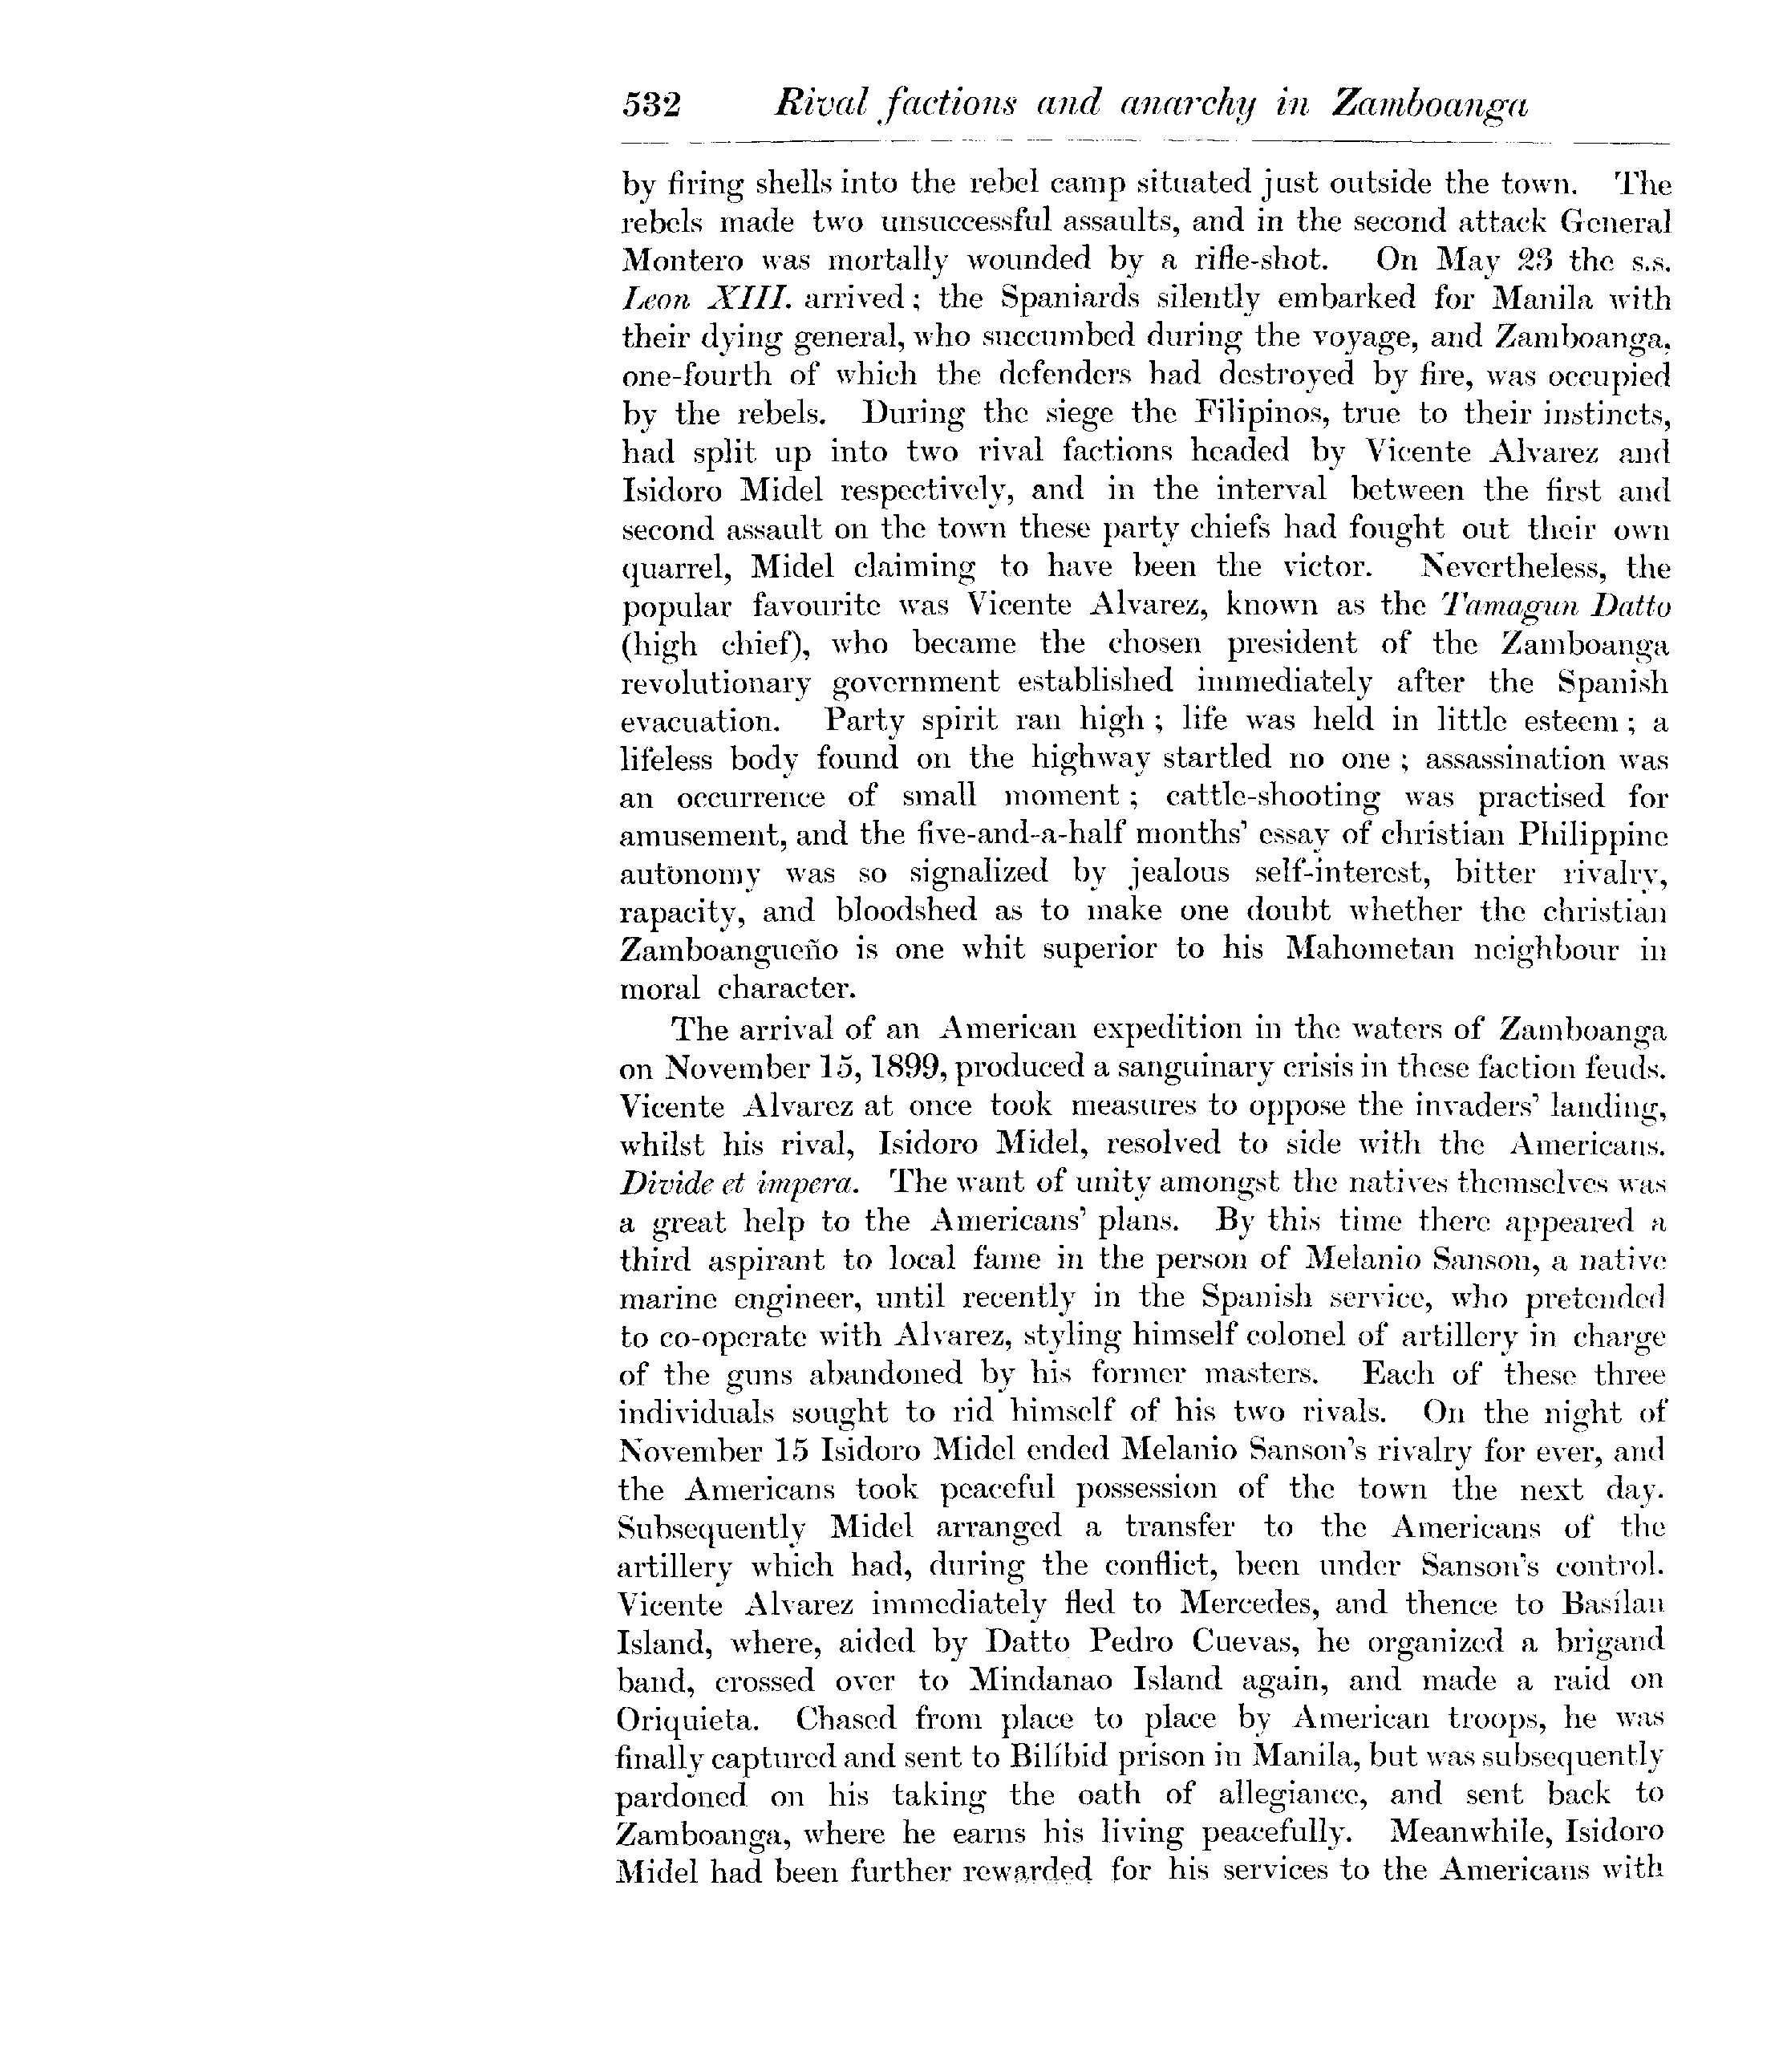 532 Rival factions and anarchy in Zamboanga
by firing shells into the rebel camp situated just outside the town. The
rebels made two unsuccessful assaults, and in the second attack General
Montero was mortally wounded by a rifle-shot. On May 23 the s.s.
Leon XIII. arrived; the Spaniards silently embarked for Manila with
their dying general, who succumbed during the voyage, and Zamboanga,
one-fourth of which the defenders had destroyed by fire, was occupied
by the rebels. During the siege the Filipinos, true to their instincts,
had split up into two rival factions headed by Vicente Alvarez and
Isidoro Midel respectively, and in the interval between the first and
second assault on the town these party chiefs had fought out their own
quarrel, Midel claiming to have been the victor. Nevertheless, the
popular favourite was Vicente Alvarez, known as the Tamagun Datto
(high chief), who became the chosen president of the Zamboanga
revolutionary government established immediately after the Spanish
evacuation. Party spirit ran high; life was held in little esteem; a
lifeless body found on the highway startled no one; assassination was
an occurrence of small moment; cattle-shooting was practised for
amusement, and the five-and-a-half months' essay of christian Philippine
autonomy was so signalized by jealous self-interest, bitter rivalry,
rapacity, and bloodshed as to make one doubt whether the christian
Zamboangueño is one whit superior to his Mahometan neighbour in
moral character.
The arrival of an American expedition in the waters of Zamboanga
on November 15, 1899, produced a sanguinary crisis in these faction feuds.
Vicente Alvarez at once took measures to oppose the invaders' landing,
whilst his rival, Isidoro Midel, resolved to side with the Americans.
Divide et impera. The want of unity amongst the natives themselves was
a great help to the Americans' plans. By this time there appeared a
third aspirant to local fame in the person of Melanio Sanson, a native
marine engineer, until recently in the Spanish service, who pretended
to co-operate with Alvarez, styling himself colonel of artillery in charge
of the guns abandoned by his former masters. Each of these three
individuals sought to rid himself of his two rivals. On the night of
November 15 Isidoro Midel ended Melanio Sanson's rivalry for ever, and
the Americans took peaceful possession of the town the next day.
Subsequently Midel arranged a transfer to the Americans of the
artillery which had, during the conflict, been under Sanson's control.
Vicente Alvarez immediately fled to Mercedes, and thence to Basílan
Island, where, aided by Datto Pedro Cuevas, he organized a brigand
band, crossed over to Mindanao Island again, and made a raid on
Oriquieta. Chased from place to place by American troops, he was
finally captured and sent to Bilíbid prison in Manila, but was subsequently
pardoned on his taking the oath of allegiance, and sent back to
Zamboanga, where he earns his living peacefully. Meanwhile, Isidoro
Midel had been further rewarded for his services to the Americans with